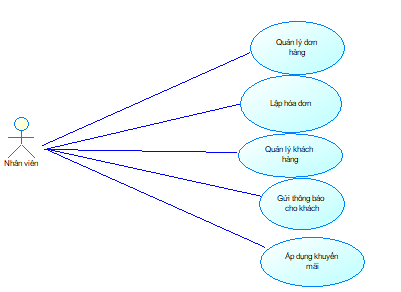 Quản lý đơn
hàng
Lập hóa đơn
Nhân viên
Quản lý khách
hàng
Gửi thông báo
cho khách
Áp dụng khuyến
mãi